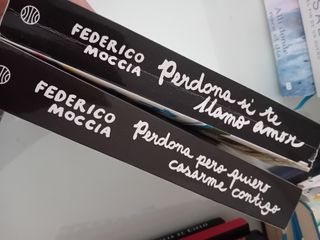 FEDERICO
MOCCIA
Perdona si te
llamo amor
FEDERICO
MOCCIA
Perdona pero quiero
casarme contigo